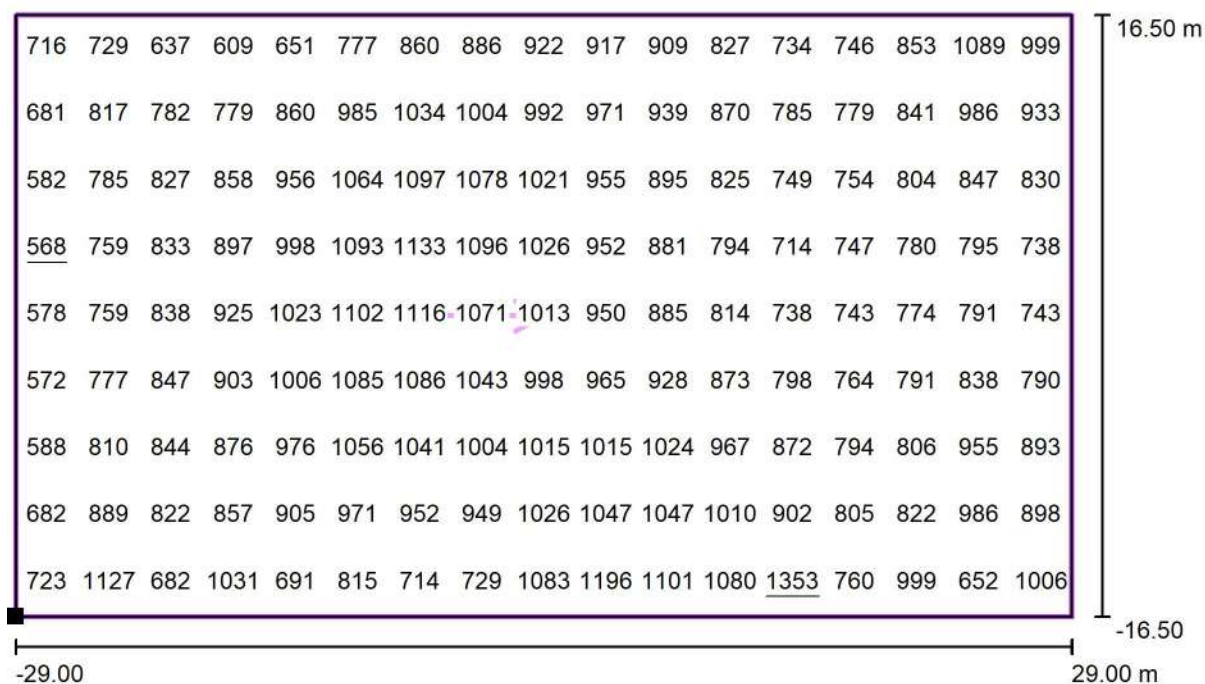 716 729 637 609 651 777 860 886 922 917 909 827 734 746 853 1089 999
16.50 m
681 817 782 779 860 985 1034 1004 992 971 939 870 785 779 841 986 933
582 785 827 858 956 1064 1097 1078 1021 955 895 825 749 754 804 847 830
568 759 833 897 998 1093 1133 1096 1026 952 881 794 714 747 780 795 738
578 759 838 925 1023 1102 1116 1071 1013 950 885 814 738 743 774 791 743
572 777 847 903 1006 1085 1086 1043 998 965 928 873 798 764 791 838 790
588 810 844 876 976 1056 1041 1004 1015 1015 1024 967 872 794 806 955 893
682 889 822 857 905 971 952 949 1026 1047 1047 1010 902 805 822 986 898
723 1127 682 1031 691 815 714 729 1083 1196 1101 1080 1353 760 999 652 1006
-16.50
-29.00
29.00 m